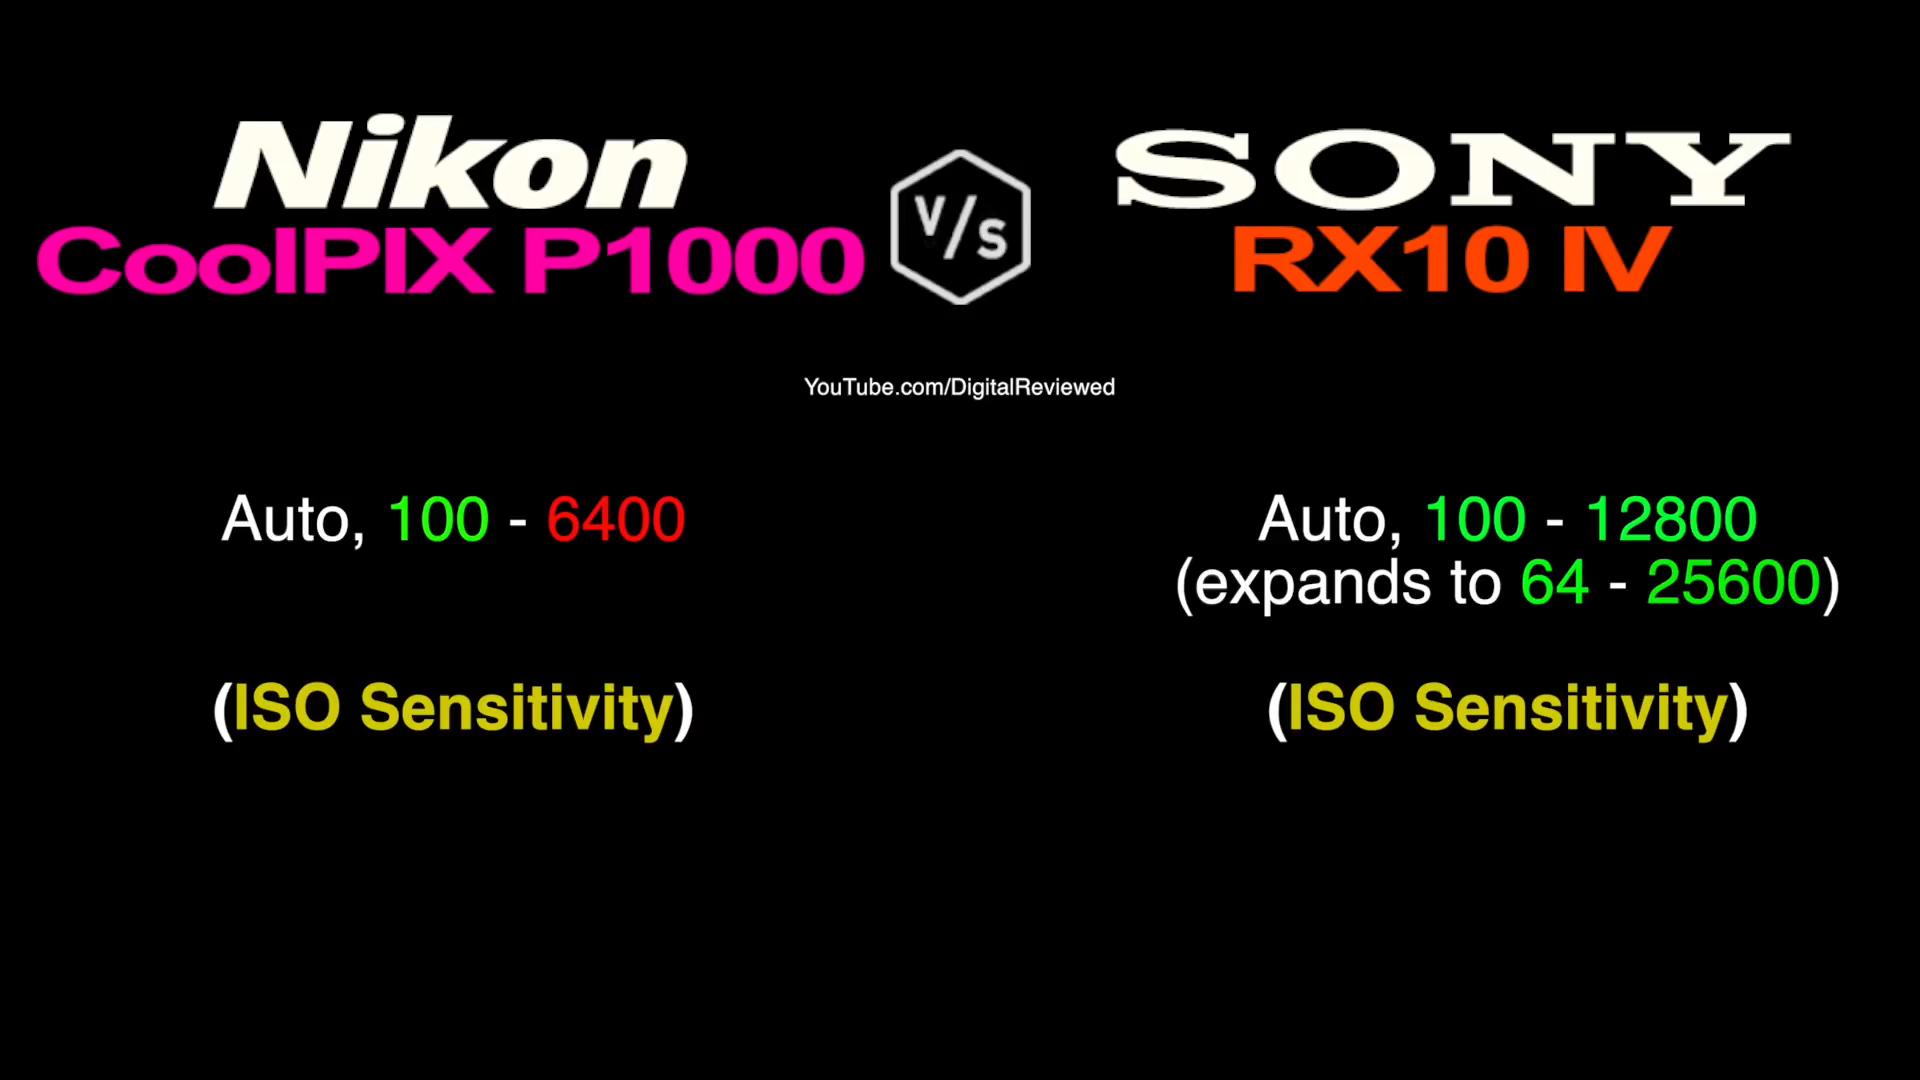 Nikon
CoolPIX P1000
V/S
SONY
RX10 IV
YouTube.com/DigitalReviewed
Auto, 100 - 6400
(ISO Sensitivity)
Auto, 100 - 12800
(expands to 64 - 25600)
(ISO Sensitivity)